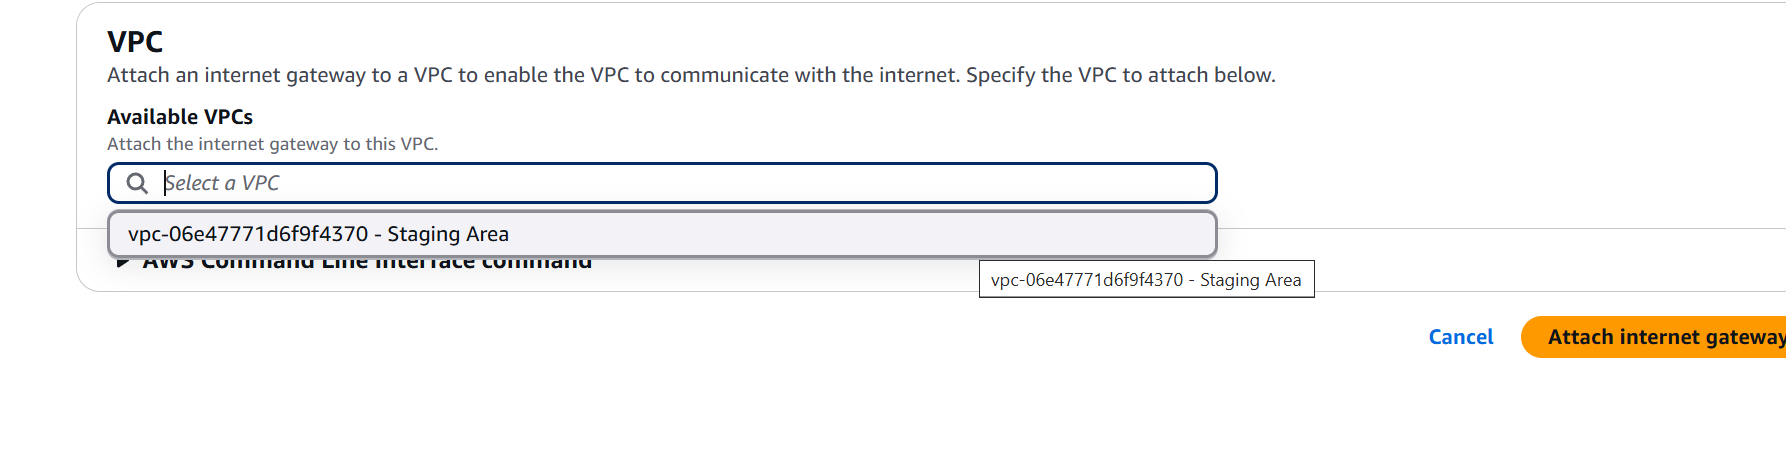 VPC
Attach an internet gateway to a VPC to enable the VPC to communicate with the internet. Specify the VPC to attach below.
Available VPCs
Attach the internet gateway to this VPC.
Select a VPC
vpc-06e47771d6f9f4370 - Staging Area
AWS Command Line Interface command
vpc-06e47771d6f9f4370 - Staging Area
Cancel
Attach internet gateway